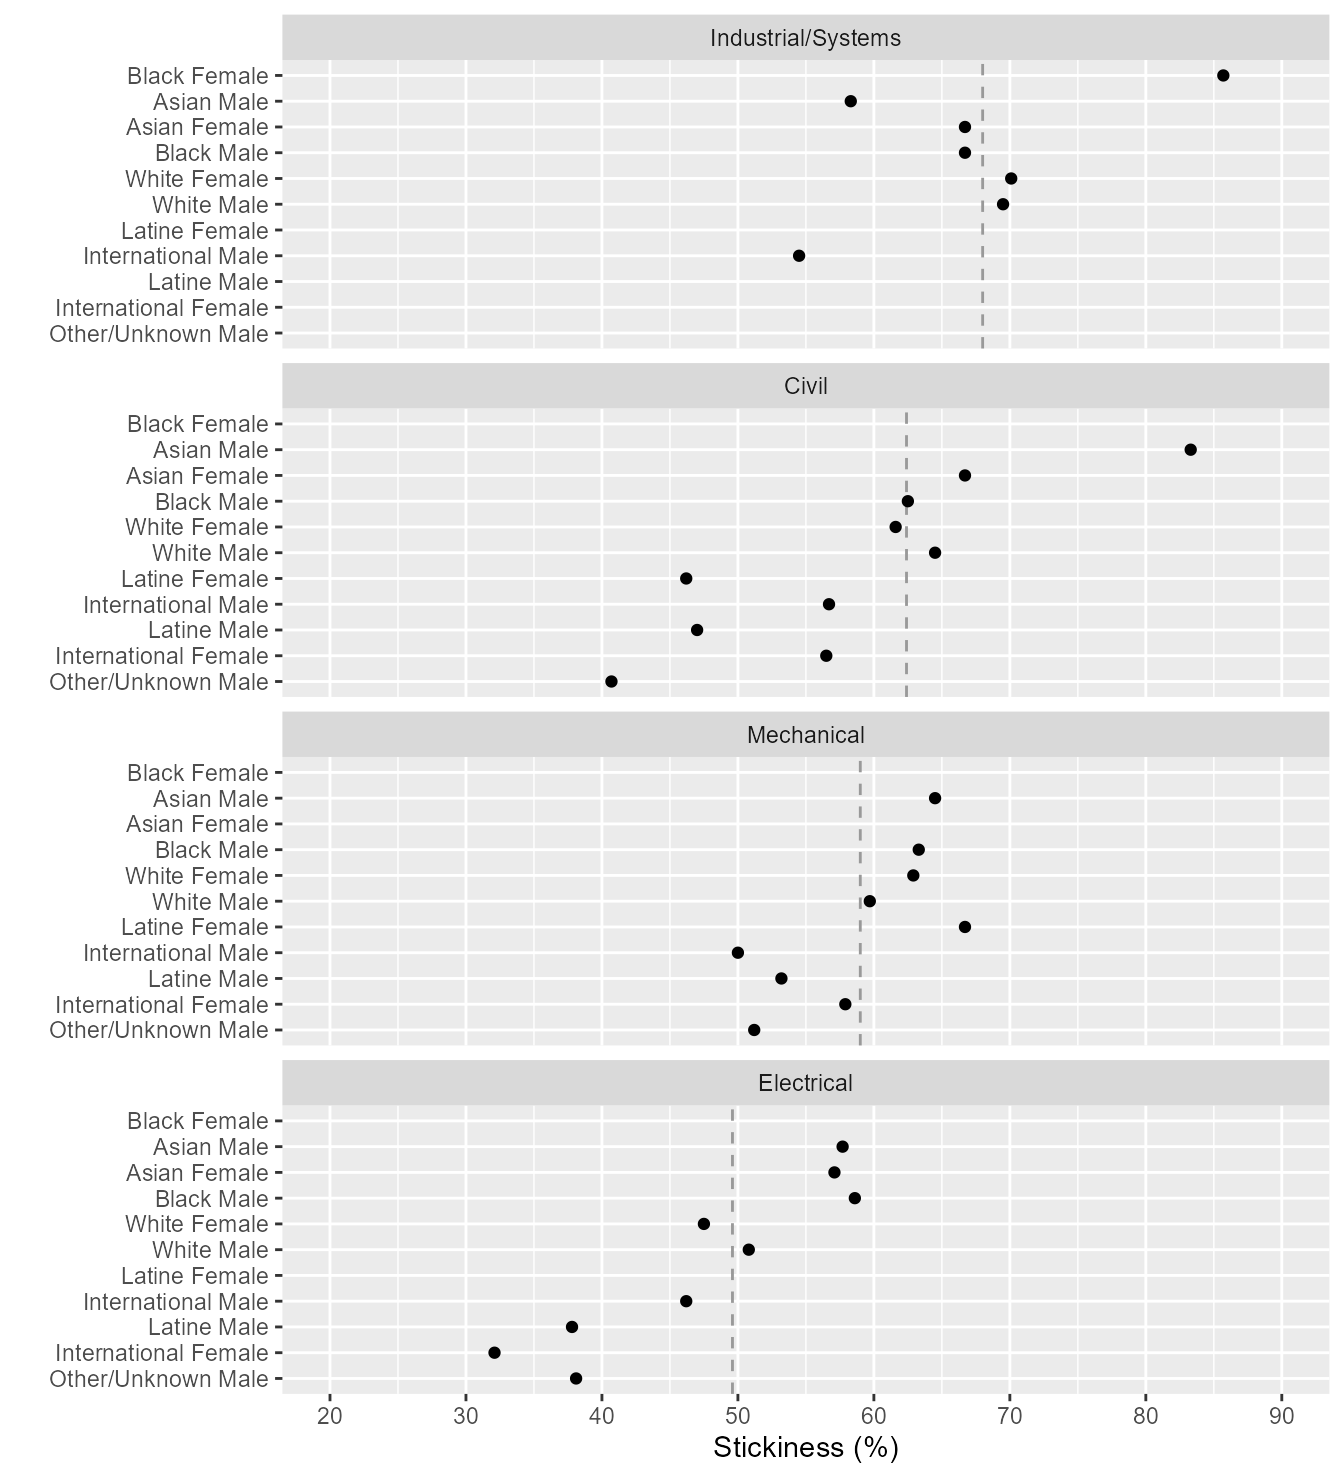 Industrial/Systems
Black Female
Asian Male
Asian Female
Black Male
White Female
White Male
Latine Female
International Male
Latine Male
International Female
Other/Unknown Male
Civil
Black Female
Asian Male
Asian Female
Black Male
White Female
White Male
Latine Female
International Male
Latine Male
International Female
Other/Unknown Male
Mechanical
Black Female
Asian Male
Asian Female
Black Male
White Female
White Male
Latine Female
International Male
Latine Male
International Female
Other/Unknown Male
Electrical
Black Female
Asian Male
Asian Female
Black Male
White Female
White Male
Latine Female
International Male
Latine Male
International Female
Other/Unknown Male
20 30 40 50 60 70 80 90
Stickiness (%)